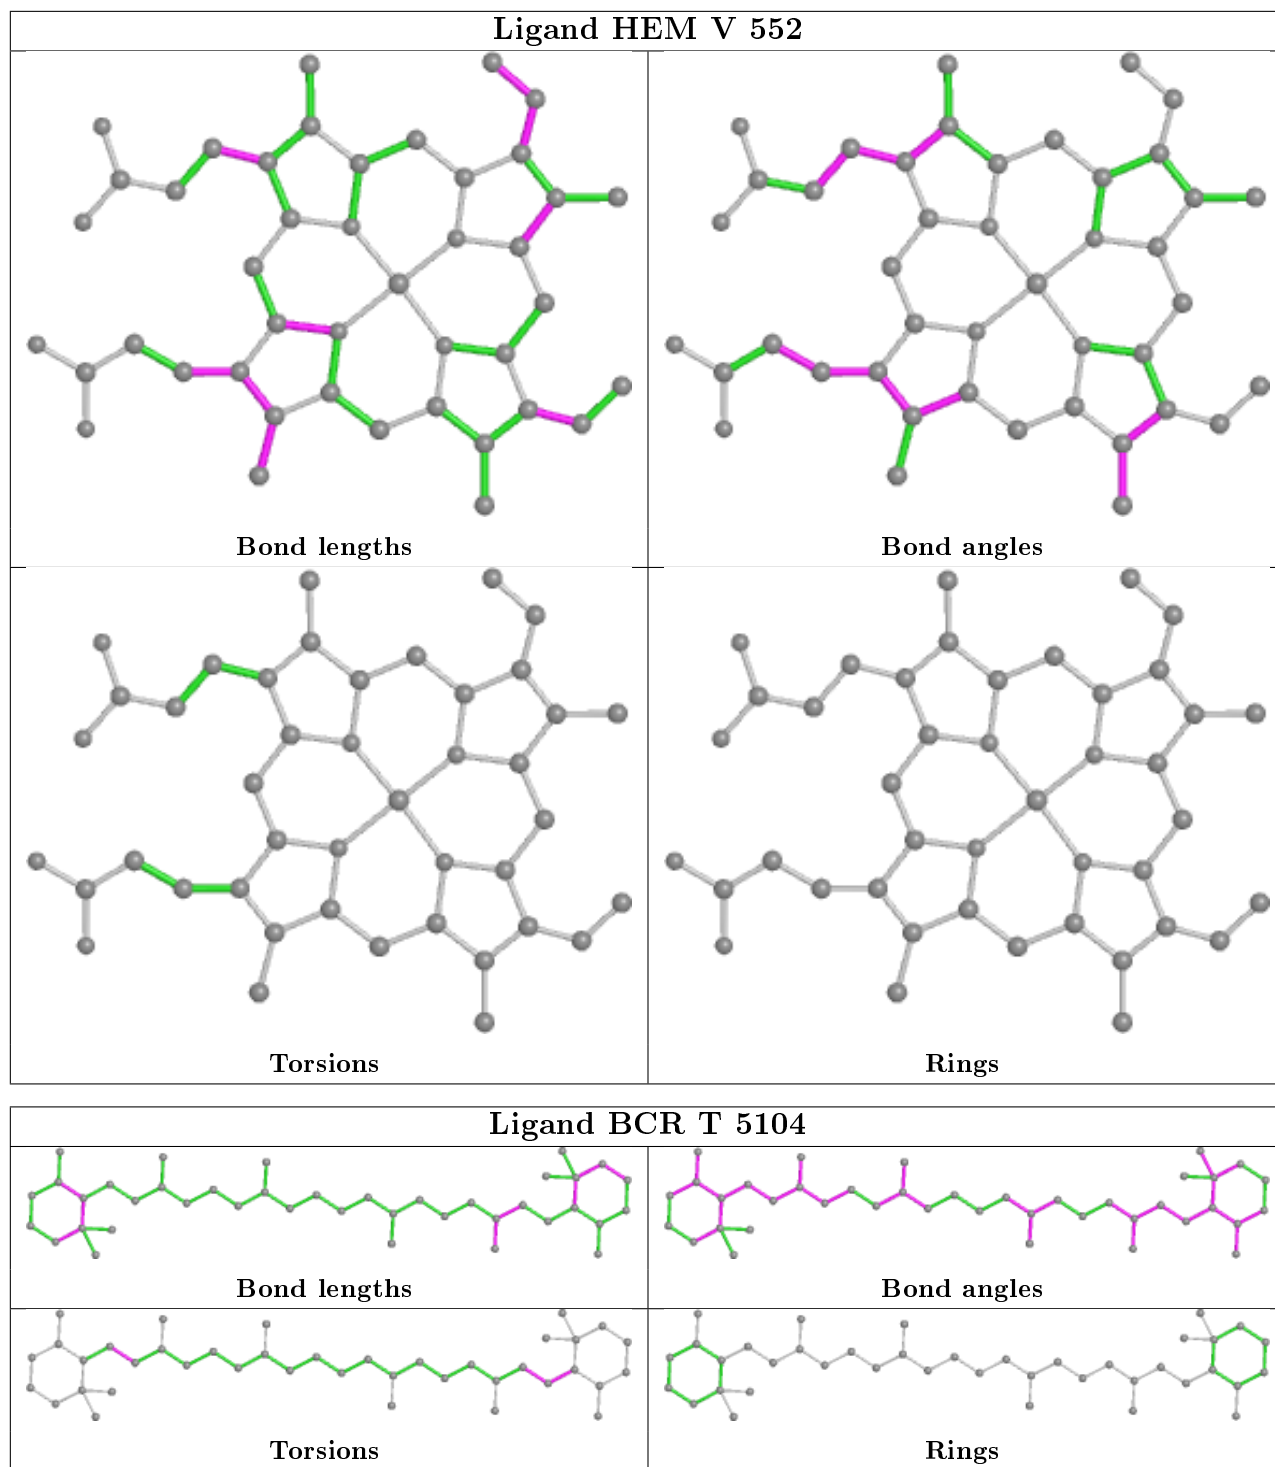 Ligand HEM V 552
Bond lengths
Bond angles
Torsions
Rings
Ligand BCR T 5104
Bond lengths
Bond angles
Torsions
Rings